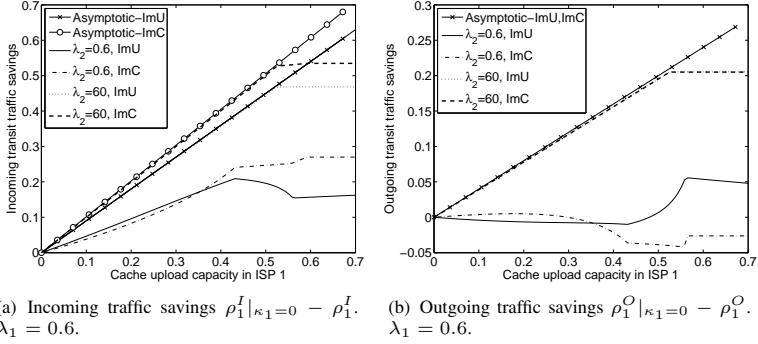 0.7
0.6
0.5
0.4
0.3
0.2
0.1
0
Incoming transit traffic savings
Asymptotic-ImU
Asymptotic-ImC
λ2=0.6, ImU
λ2=0.6, ImC
λ2=60, ImU
λ2=60, ImC
0 0.1 0.2 0.3 0.4 0.5 0.6 0.7
Cache upload capacity in ISP 1
0.3
0.25
0.2
0.15
0.1
0.05
0
−0.05
Outgoing transit traffic savings
Asymptotic-ImU,ImC
λ2=0.6, ImU
λ2=0.6, ImC
λ2=60, ImU
λ2=60, ImC
0 0.1 0.2 0.3 0.4 0.5 0.6 0.7
Cache upload capacity in ISP 1
(a) Incoming traffic savings ρ_1^I|_{κ_1=0} − ρ_1^I.
λ1 = 0.6.
(b) Outgoing traffic savings ρ_1^O|_{κ_1=0} − ρ_1^O.
λ1 = 0.6.